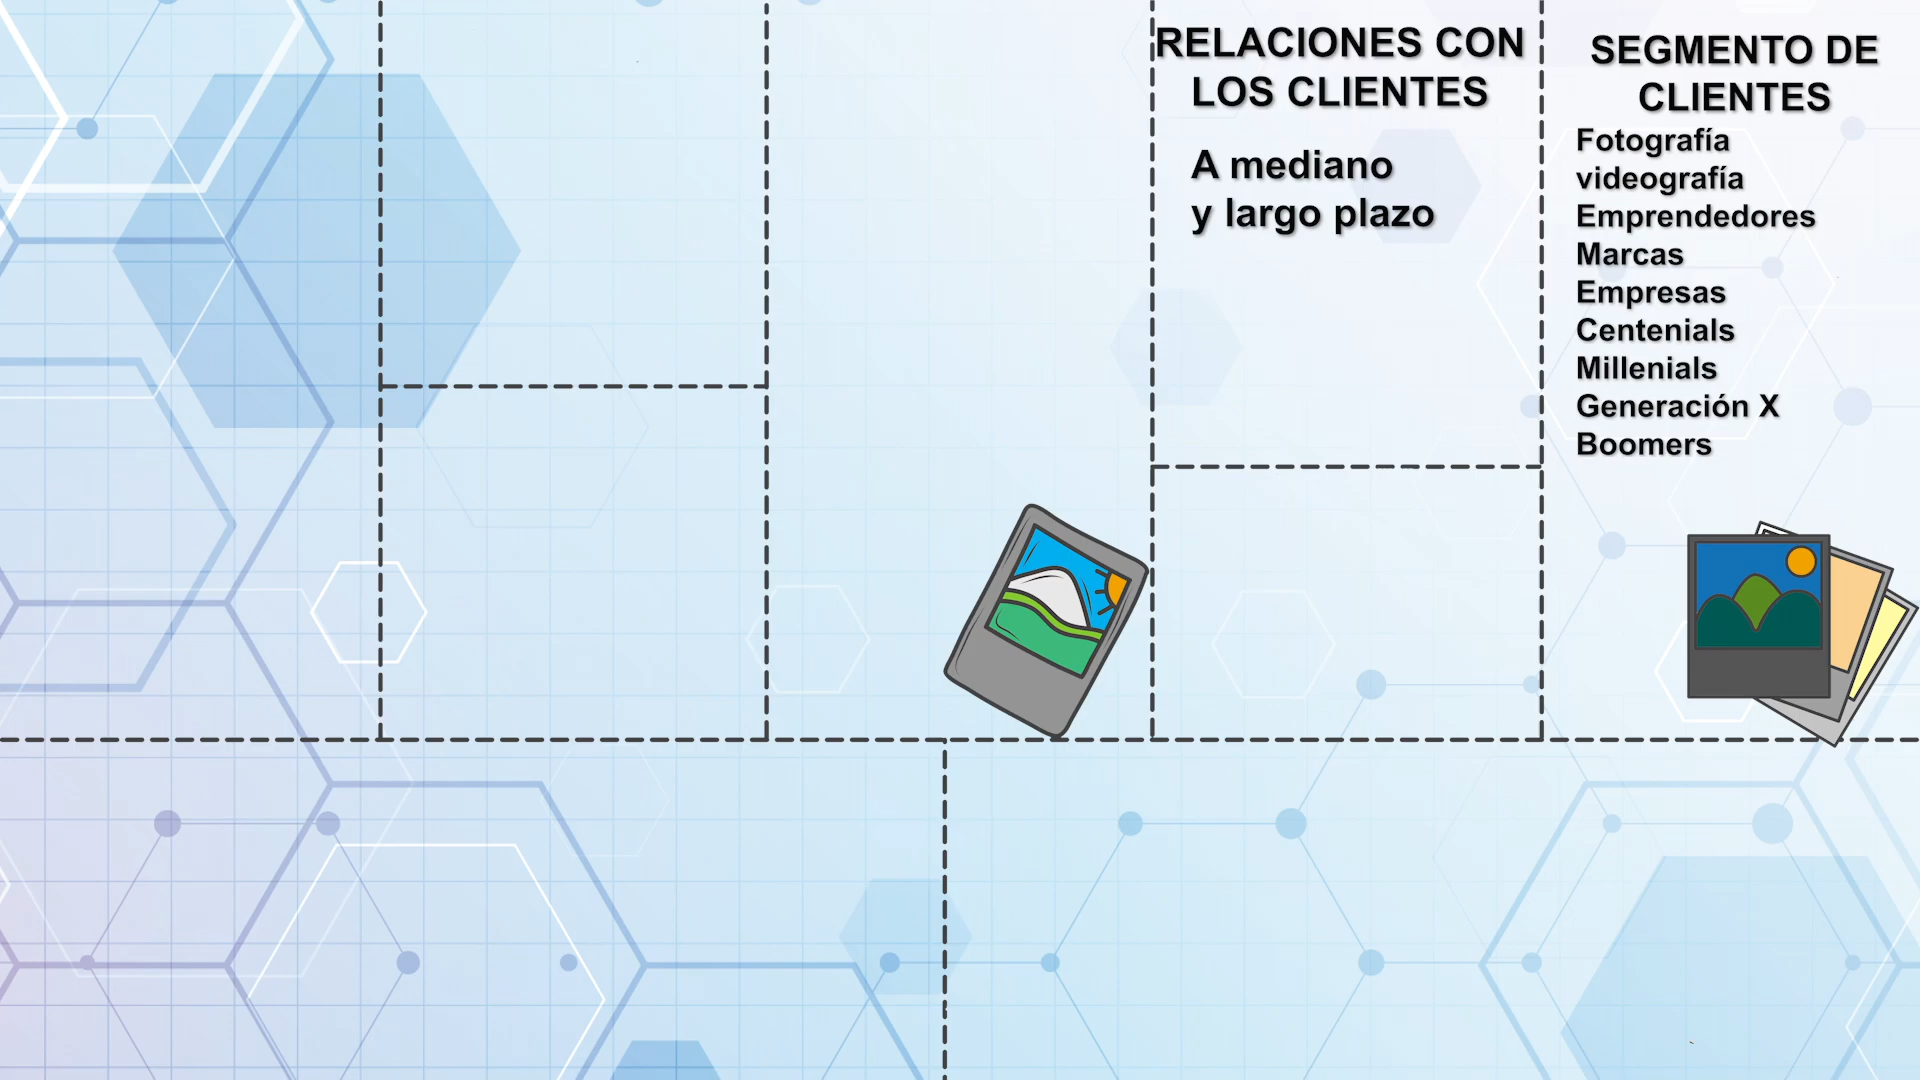 RELACIONES CON
LOS CLIENTES
A mediano
y largo plazo
SEGMENTO DE
CLIENTES
Fotografía
videografía
Emprendedores
Marcas
Empresas
Centenials
Millenials
Generación X
Boomers